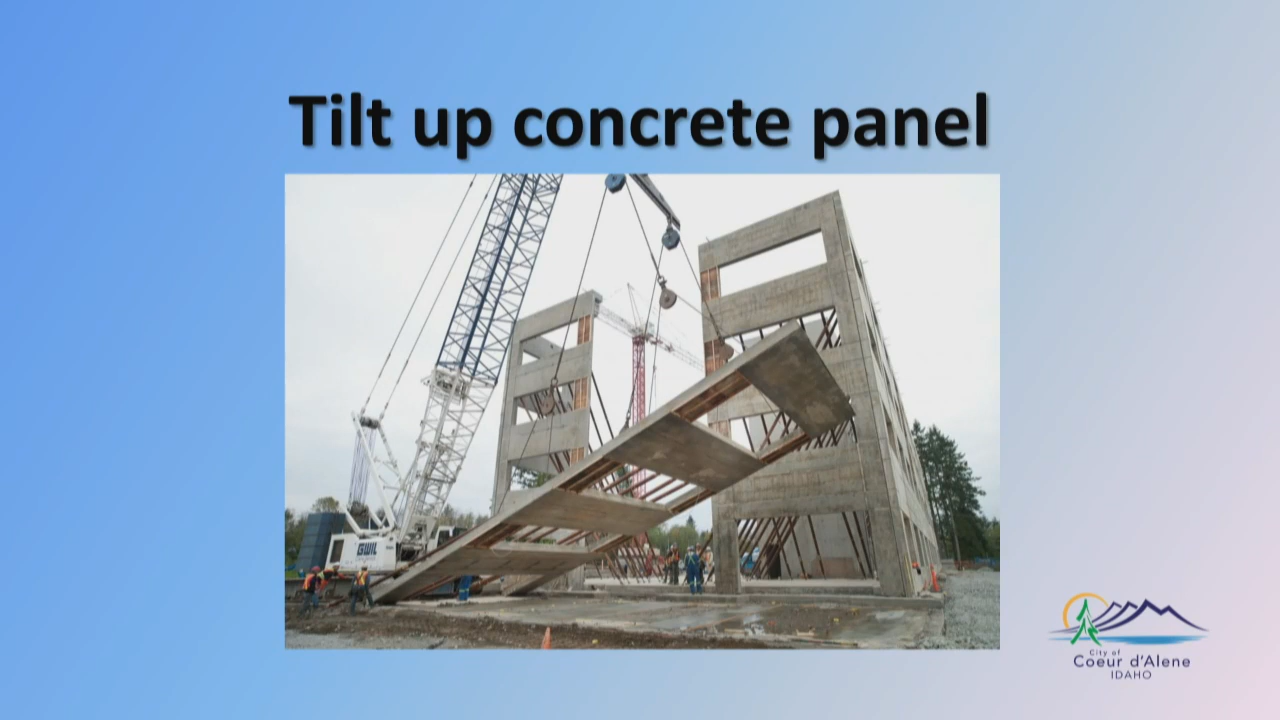 Tilt up concrete panel
GWIL
City of
Coeur d'Alene
IDAHO